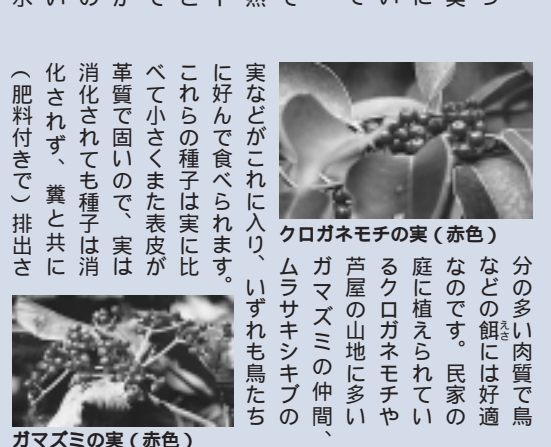 分の多い肉質で鳥
などの餌には好適
なのです。民家の
庭に植えられてい
るクロガネモチや
芦屋の山地に多い
ガマズミの仲間、
ムラサキシキブの
実などがこれに入り、いずれも鳥たち
に好んで食べられます。
これらの種子は実に比
べて小さくまた表皮が
革質で固いので、実は
消化されても種子は消
化されず、糞と共に
(肥料付きで)排出さ
えさ
クロガネモチの実(赤色)
ガマズミの実(赤色)